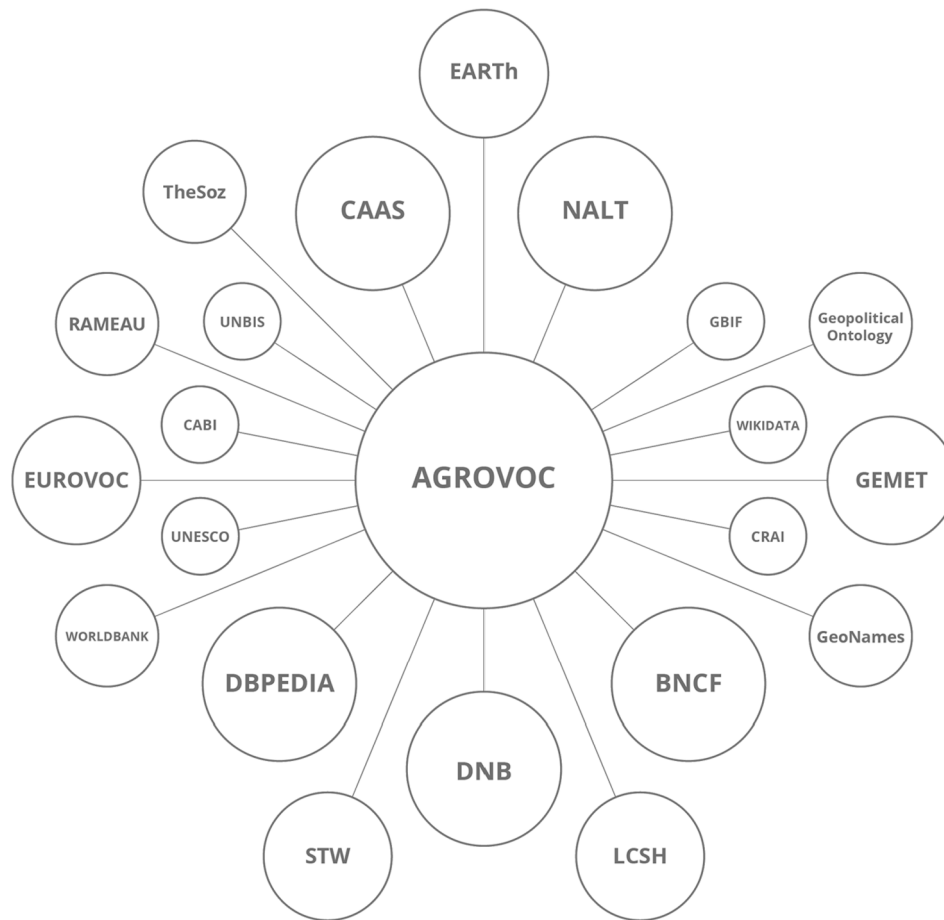 EARTh
TheSoz
CAAS
NALT
RAMEAU
UNBIS
GBIF
Geopolitical
Ontology
CABI
WIKIDATA
EUROVOC
AGROVOC
GEMET
UNESCO
CRAI
WORLDBANK
GeoNames
DBPEDIA
BNCF
DNB
STW
LCSH